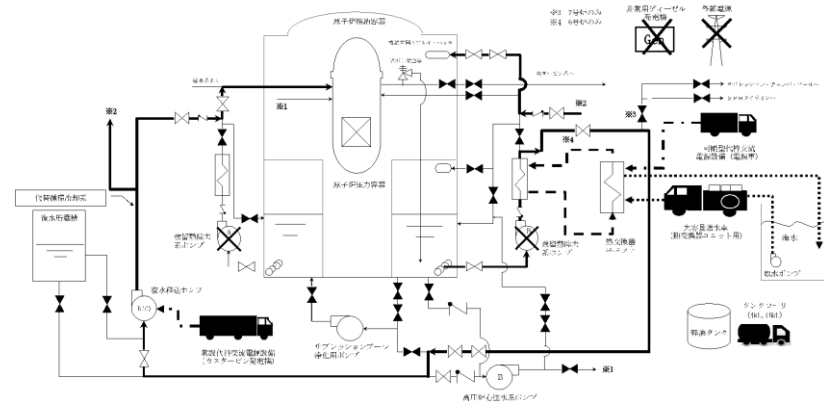 ※3 7号炉のみ
※4 6号炉のみ
非常用ディーゼル
発電機
Gen
外部電源
原子炉格納容器
※1
※2
※3
※4
※2
原子炉圧力容器
可搬型代替交流
電源設備（電源車）
代替循環冷却系
復水貯蔵槽
A
残留熱除去
系ポンプ
B
残留熱除去
系ポンプ
熱交換器
ユニット
大容量送水車
(熱交換器ユニット用)
海水
取水ポンプ
復水移送ポンプ
常設代替交流電源設備
(ガスタービン発電機)
サプレッションプール
浄化用ポンプ
軽油タンク
タンクローリ
(4kL,16kL)
B
※1
高圧炉心注水系ポンプ